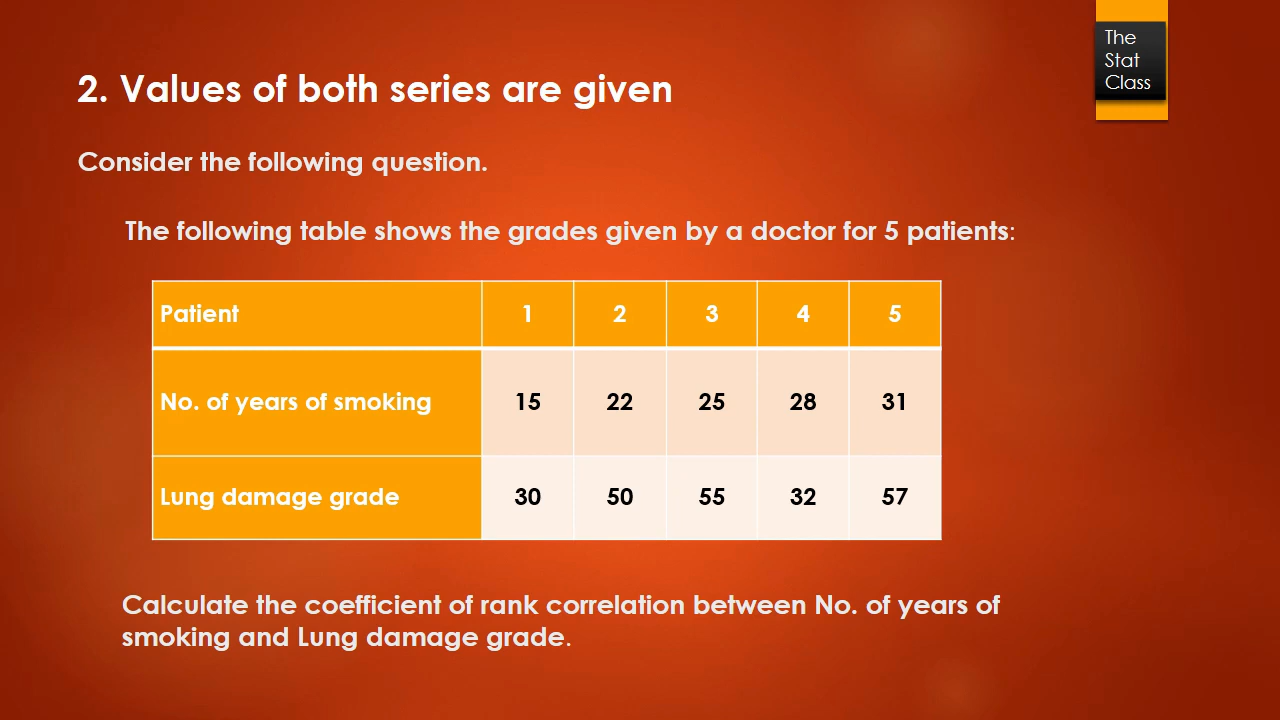 The
Stat
Class
2. Values of both series are given
Consider the following question.
The following table shows the grades given by a doctor for 5 patients:
Patient 1 2 3 4 5
No. of years of smoking 15 22 25 28 31
Lung damage grade 30 50 55 32 57
Calculate the coefficient of rank correlation between No. of years of
smoking and Lung damage grade.